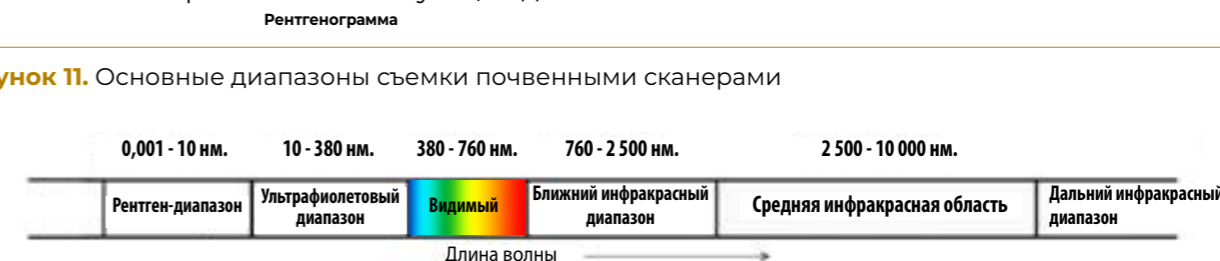 Рентгенограмма
унок 11. Основные диапазоны съемки почвенными сканерами
0,001 - 10 нм. 10 - 380 нм. 380 - 760 нм. 760 - 2 500 нм. 2 500 - 10 000 нм.
Рентген-диапазон
Ультрафиолетовый
диапазон
Видимый
Ближний инфракрасный
диапазон
Средняя инфракрасная область
Дальний инфракрасный
диапазон
Длина волны